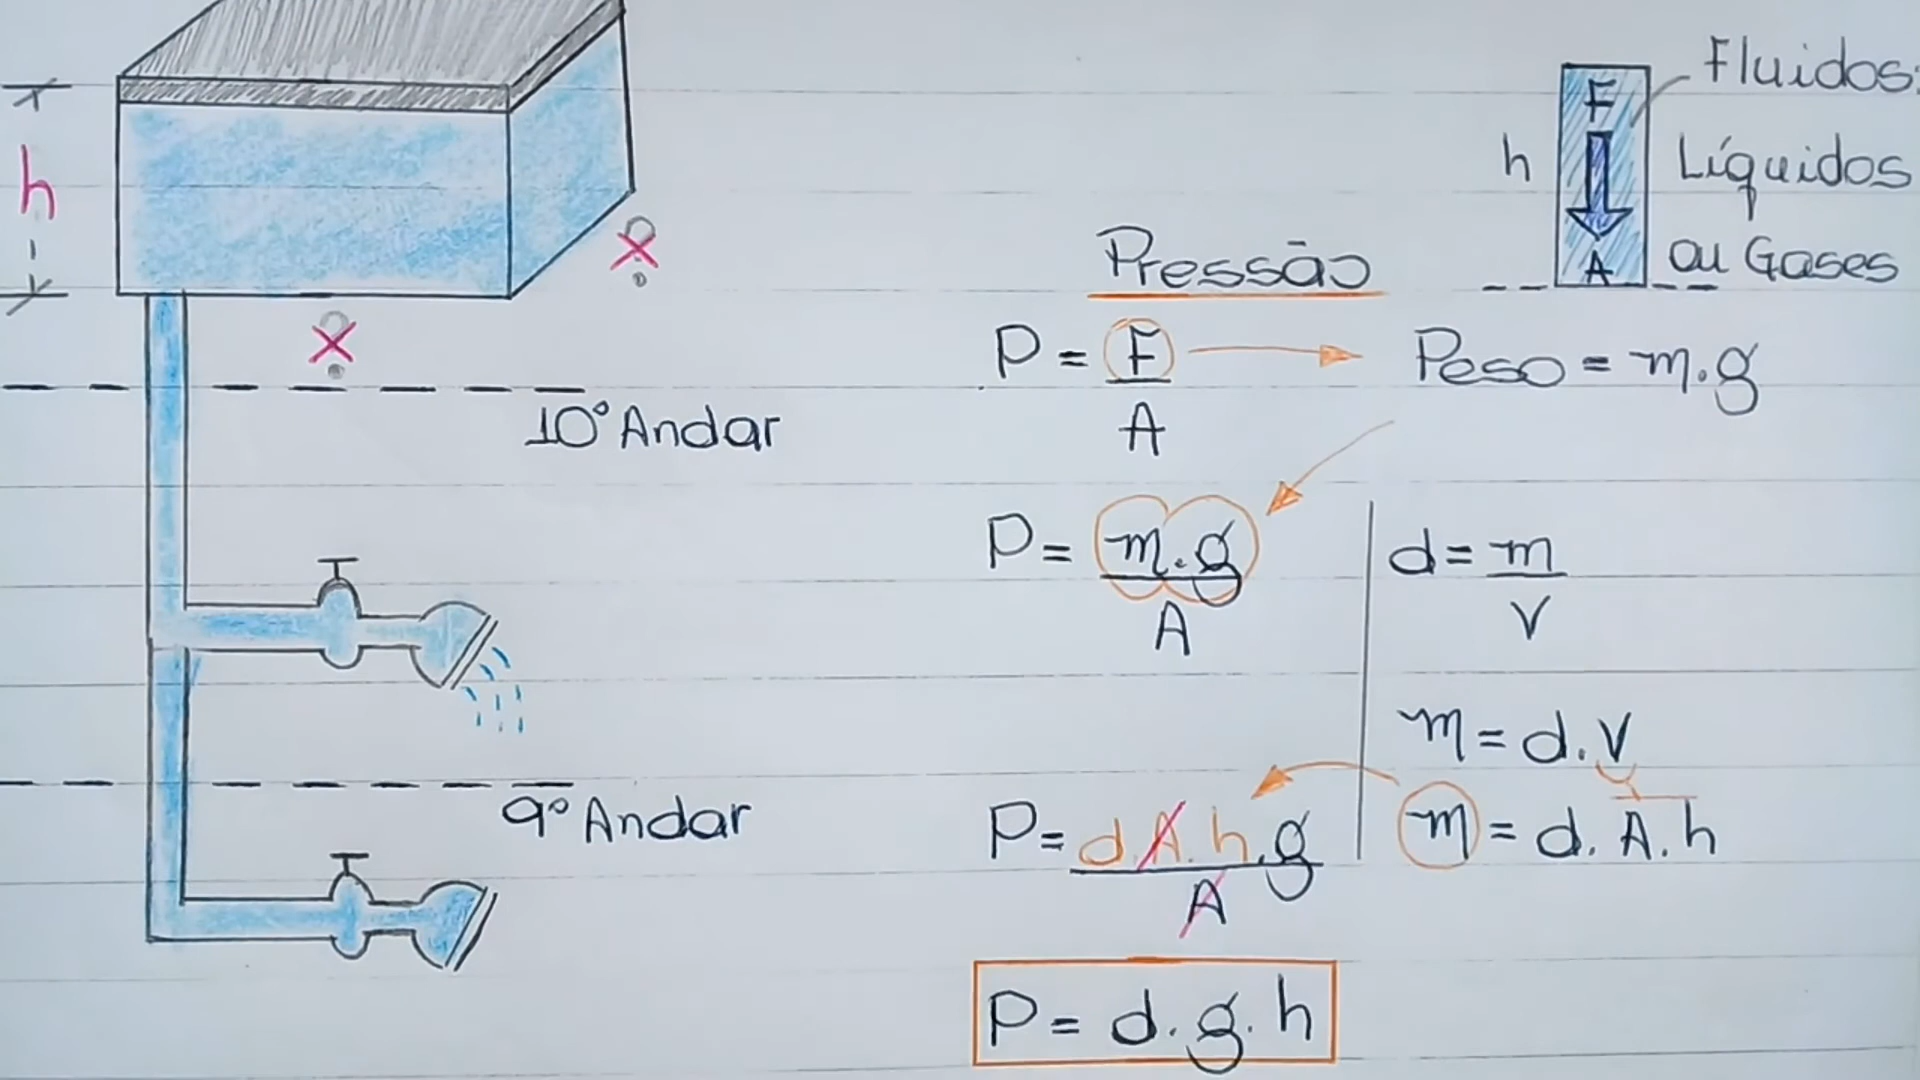 h
?
?
10° Andar
9° Andar
h
F
A
Fluidos:
Líquidos
ou Gases
Pressão
P = F
A
Peso = m.g
P = m.g
A
d = m
V
m = d.V
m = d.A.h
P = d.A.h.g
A
P = d.g.h